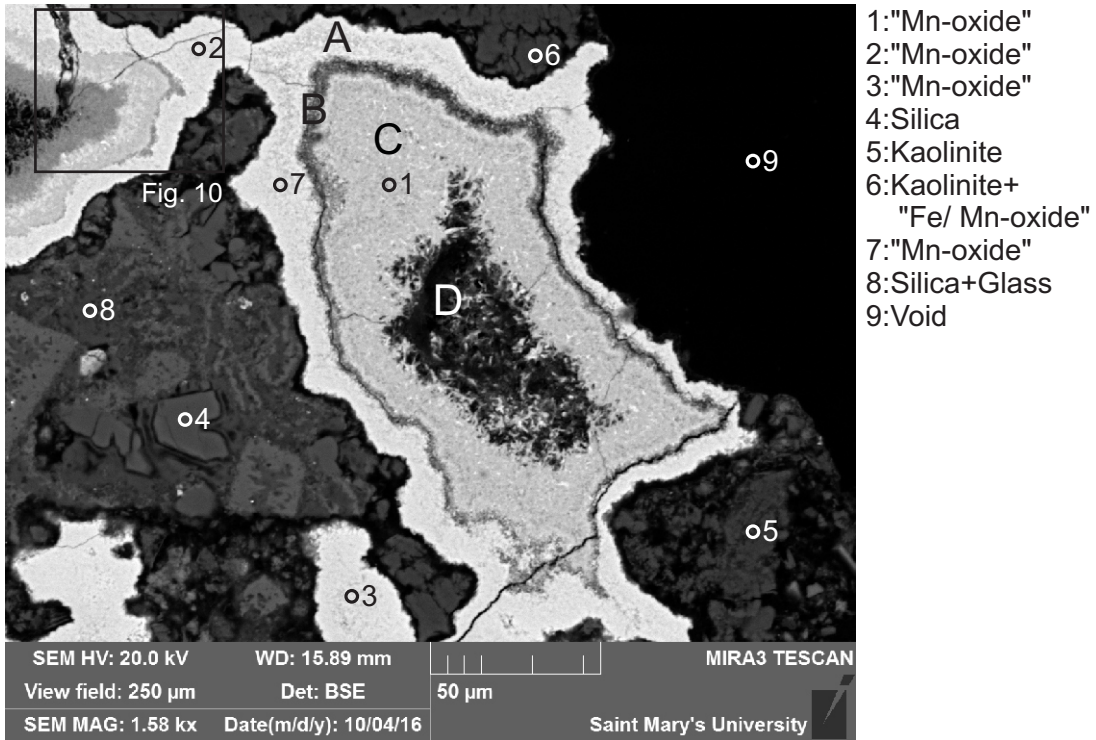 A
2
6
B
C
9
1
7
Fig. 10
D
8
4
5
3
1:"Mn-oxide"
2:"Mn-oxide"
3:"Mn-oxide"
4:Silica
5:Kaolinite
6:Kaolinite+
"Fe/ Mn-oxide"
7:"Mn-oxide"
8:Silica+Glass
9:Void
SEM HV: 20.0 kV WD: 15.89 mm MIRA3 TESCAN
View field: 250 µm Det: BSE 50 µm
SEM MAG: 1.58 kx Date(m/d/y): 10/04/16 Saint Mary's University